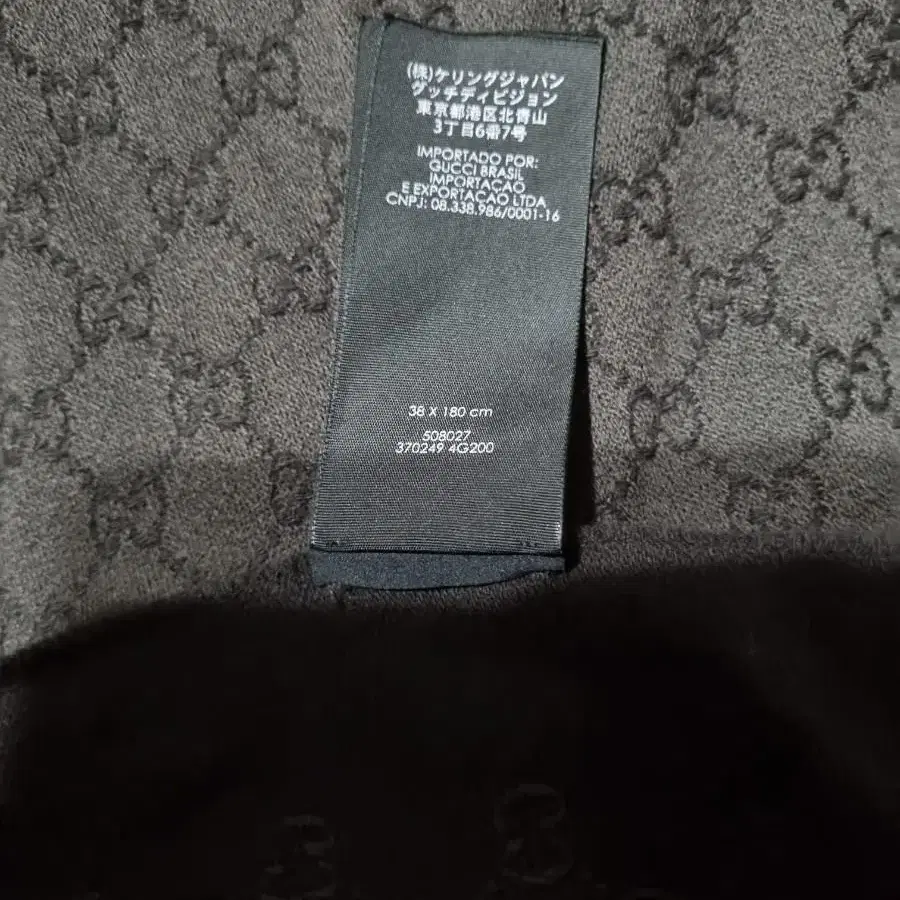 (株)ケリングジャパン
グッチディビジョン
東京都港区北青山
3丁目6番7号
IMPORTADO POR:
GUCCI BRASIL
IMPORTAÇAO
E EXPORTACAO LTDA
CNPJ: 08.338.986/0001-16
38 X 180 cm
508027
370249 4G200